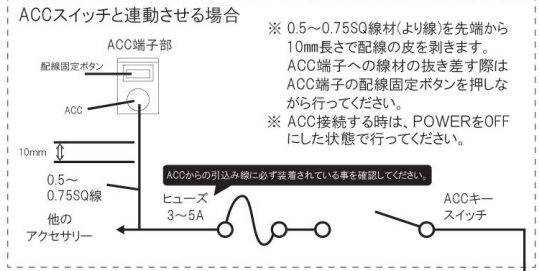 ACCスイッチと連動させる場合
ACC端子部
配線固定ボタン
ACC
10mm
0.5～
0.75SQ線
他の
アクセサリー
※ 0.5～0.75SQ線材(より線)を先端から
10mm長さで配線の皮を剥きます。
ACC端子への線材の抜き差す際は
ACC端子の配線固定ボタンを押しな
がら行ってください。
※ ACC接続する時は、POWERをOFF
にした状態で行ってください。
ACCからの引込み線に必ず装着されている事を確認してください。
ヒューズ
3～5A
ACCキー
スイッチ